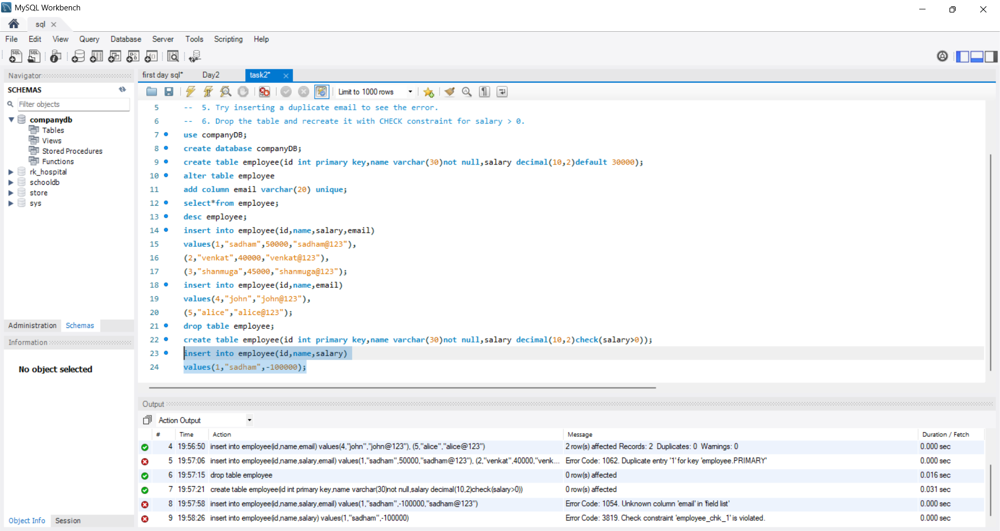 MySQL Workbench
sql
File Edit View Query Database Server Tools Scripting Help
Navigator
SCHEMAS
Filter objects
companydb
Tables
Views
Stored Procedures
Functions
rk_hospital
schooldb
store
sys
Administration Schemas
Information
No object selected
Object Info Session
first day sql* Day2 task2*
Limit to 1000 rows
5 -- 5. Try inserting a duplicate email to see the error.
6 -- 6. Drop the table and recreate it with CHECK constraint for salary > 0.
7 use companyDB;
8 create database companyDB;
9 create table employee(id int primary key,name varchar(30)not null,salary decimal(10,2)default 30000);
10 alter table employee
11 add column email varchar(20) unique;
12 select*from employee;
13 desc employee;
14 insert into employee(id,name,salary,email)
15 values(1,"sadham",50000,"sadham@123"),
16 (2,"venkat",40000,"venkat@123"),
17 (3,"shanmuga",45000,"shanmuga@123");
18 insert into employee(id,name,email)
19 values(4,"john","john@123"),
20 (5,"alice","alice@123");
21 drop table employee;
22 create table employee(id int primary key,name varchar(30)not null,salary decimal(10,2)check(salary>0));
23 insert into employee(id,name,salary)
24 values(1,"sadham",-100000);
Output
Action Output
# Time Action Message Duration / Fetch
4 19:56:50 insert into employee(id,name,email) values(4,"john","john@123"), (5,"alice","alice@123") 2 row(s) affected Records: 2 Duplicates: 0 Warnings: 0 0.000 sec
5 19:57:06 insert into employee(id,name,salary,email) values(1,"sadham",50000,"sadham@123"), (2,"venkat",40000,"venk... Error Code: 1062. Duplicate entry '1' for key 'employee.PRIMARY' 0.000 sec
6 19:57:15 drop table employee 0 row(s) affected 0.016 sec
7 19:57:21 create table employee(id int primary key,name varchar(30)not null,salary decimal(10,2)check(salary>0)) 0 row(s) affected 0.031 sec
8 19:57:58 insert into employee(id,name,salary,email) values(1,"sadham",-100000,"sadham@123") Error Code: 1054. Unknown column 'email' in 'field list' 0.000 sec
9 19:58:26 insert into employee(id,name,salary) values(1,"sadham",-100000) Error Code: 3819. Check constraint 'employee_chk_1' is violated. 0.000 sec